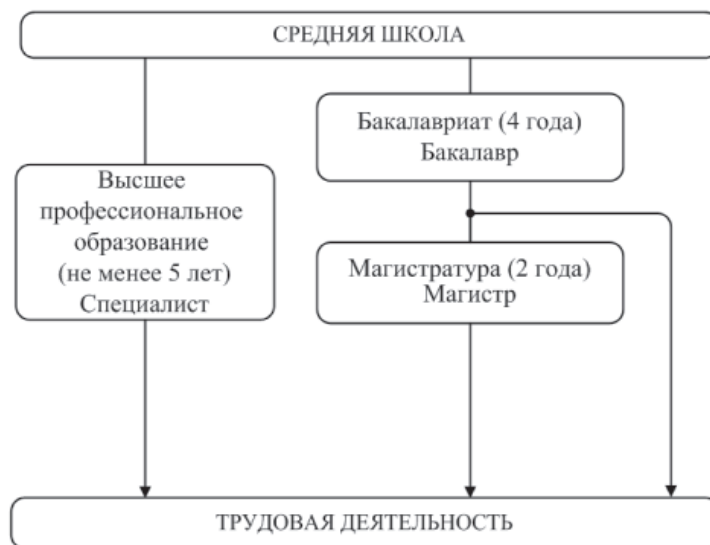 СРЕДНЯЯ ШКОЛА
Бакалавриат (4 года)
Бакалавр
Высшее
профессиональное
образование
(не менее 5 лет)
Специалист
Магистратура (2 года)
Магистр
ТРУДОВАЯ ДЕЯТЕЛЬНОСТЬ